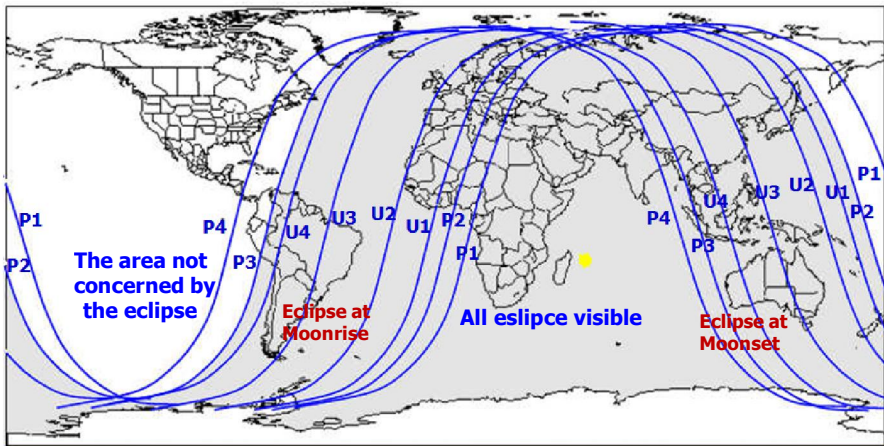 P1
P2
The area not
concerned by
the eclipse
P4
P3
U4
U3
Eclipse at
Moonrise
U2
U1
P2
P1
All eslipce visible
P4
P3
U4
U3
Eclipse at
Moonset
U2
U1
P2
P1